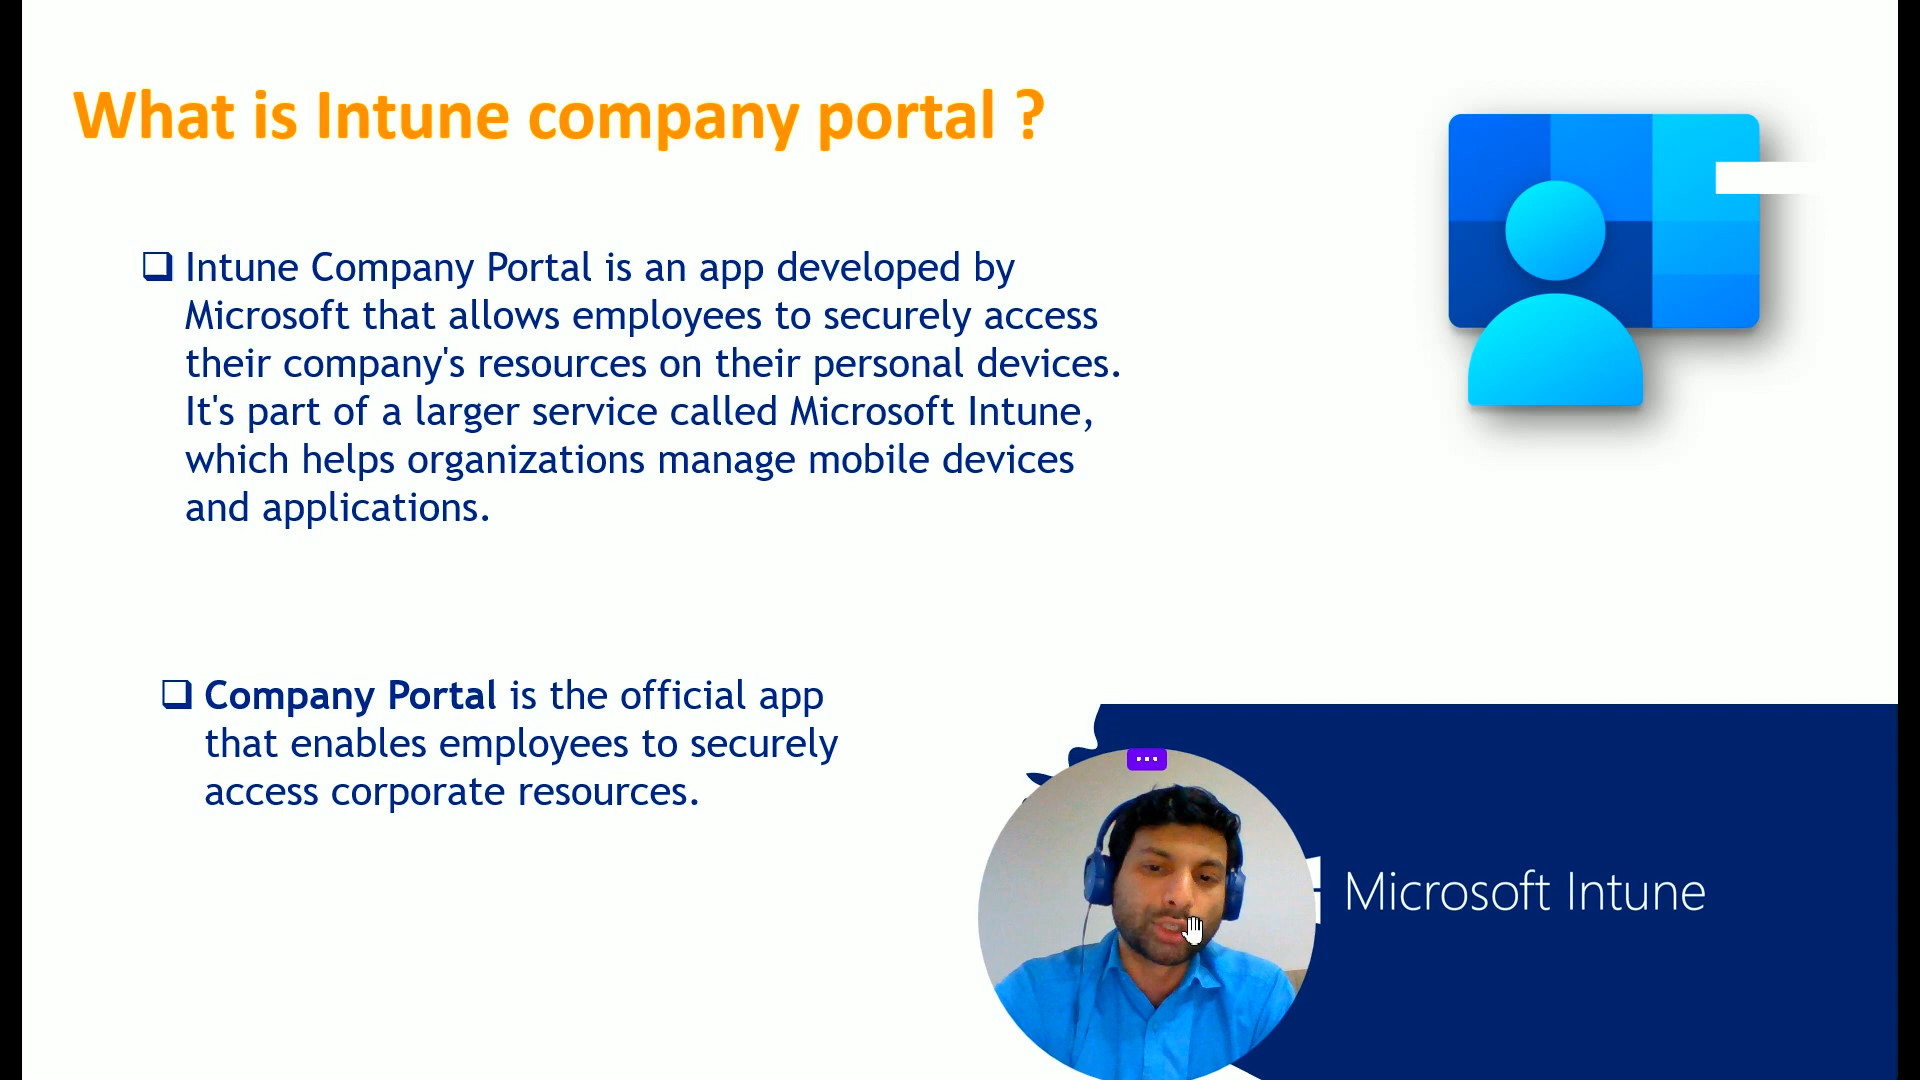 What is Intune company portal ?
Intune Company Portal is an app developed by
Microsoft that allows employees to securely access
their company's resources on their personal devices.
It's part of a larger service called Microsoft Intune,
which helps organizations manage mobile devices
and applications.
Company Portal is the official app
that enables employees to securely
access corporate resources.
Microsoft Intune